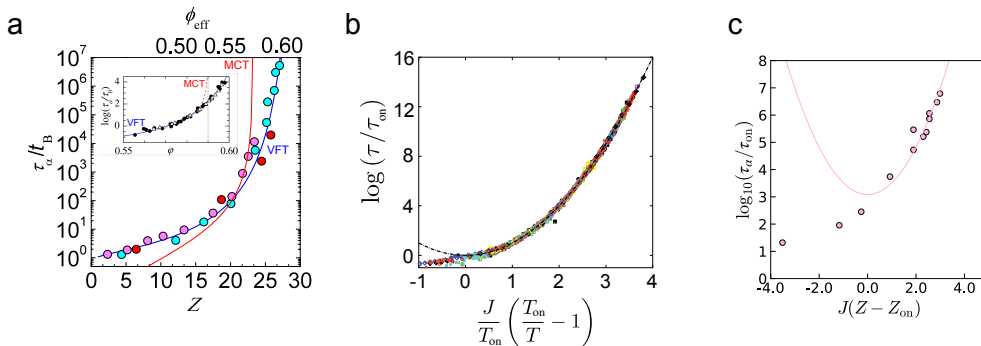 a
ϕeff
0.50 0.55 0.60
10^7
10^6
10^5
10^4
10^3
10^2
10^1
10^0
τα/tB
MCT
VFT
0 5 10 15 20 25 30
Z
4
2
0
MCT
VFT
0.55 φ 0.60
b
16
12
8
4
0
log (τ/τon)
-1 0 1 2 3 4
J/Ton (Ton/T − 1)
c
8
7
6
5
4
3
2
1
0
log10(τα/τon)
-4.0 -2.0 0.0 2.0 4.0
J(Z − Zon)